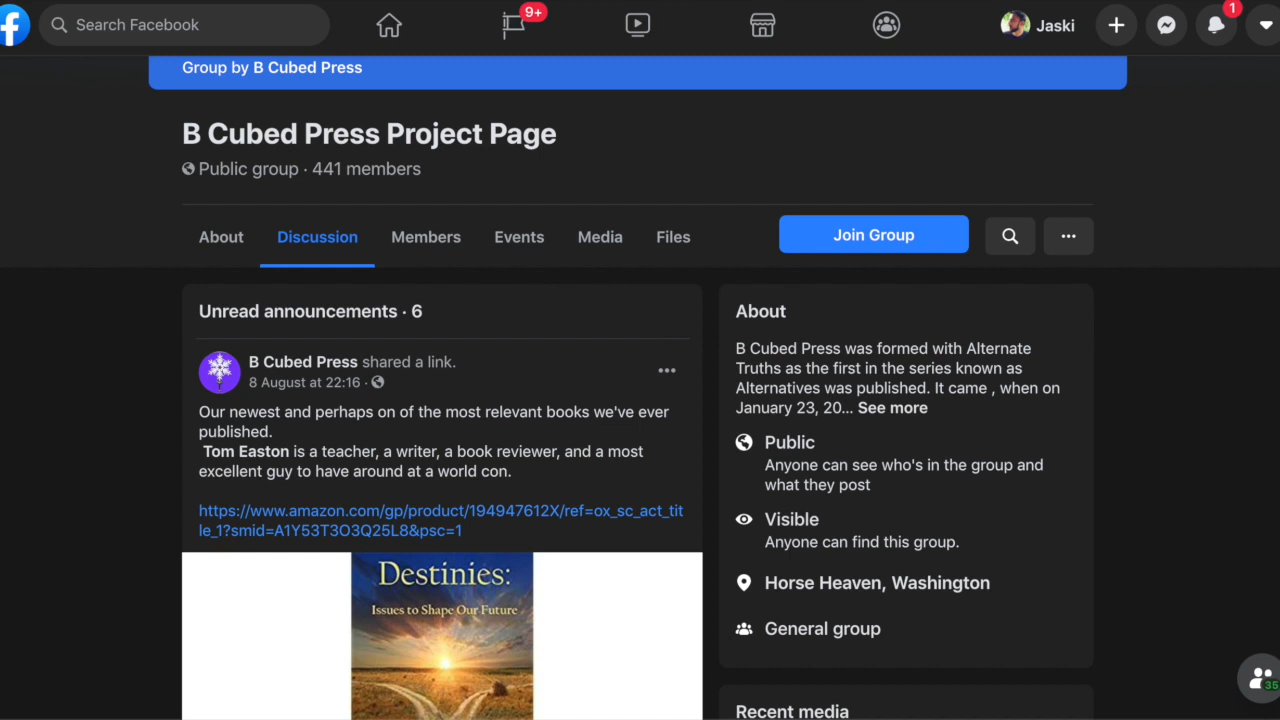 Search Facebook
9+
Jaski
1
Group by B Cubed Press
B Cubed Press Project Page
Public group · 441 members
About
Discussion
Members
Events
Media
Files
Join Group
Unread announcements · 6
B Cubed Press shared a link.
8 August at 22:16 ·
Our newest and perhaps on of the most relevant books we've ever
published.
Tom Easton is a teacher, a writer, a book reviewer, and a most
excellent guy to have around at a world con.
https://www.amazon.com/gp/product/194947612X/ref=ox_sc_act_tit
le_1?smid=A1Y53T3O3Q25L8&psc=1
Destinies:
Issues to Shape Our Future
About
B Cubed Press was formed with Alternate
Truths as the first in the series known as
Alternatives was published. It came , when on
January 23, 20... See more
Public
Anyone can see who's in the group and
what they post
Visible
Anyone can find this group.
Horse Heaven, Washington
General group
Recent media
35